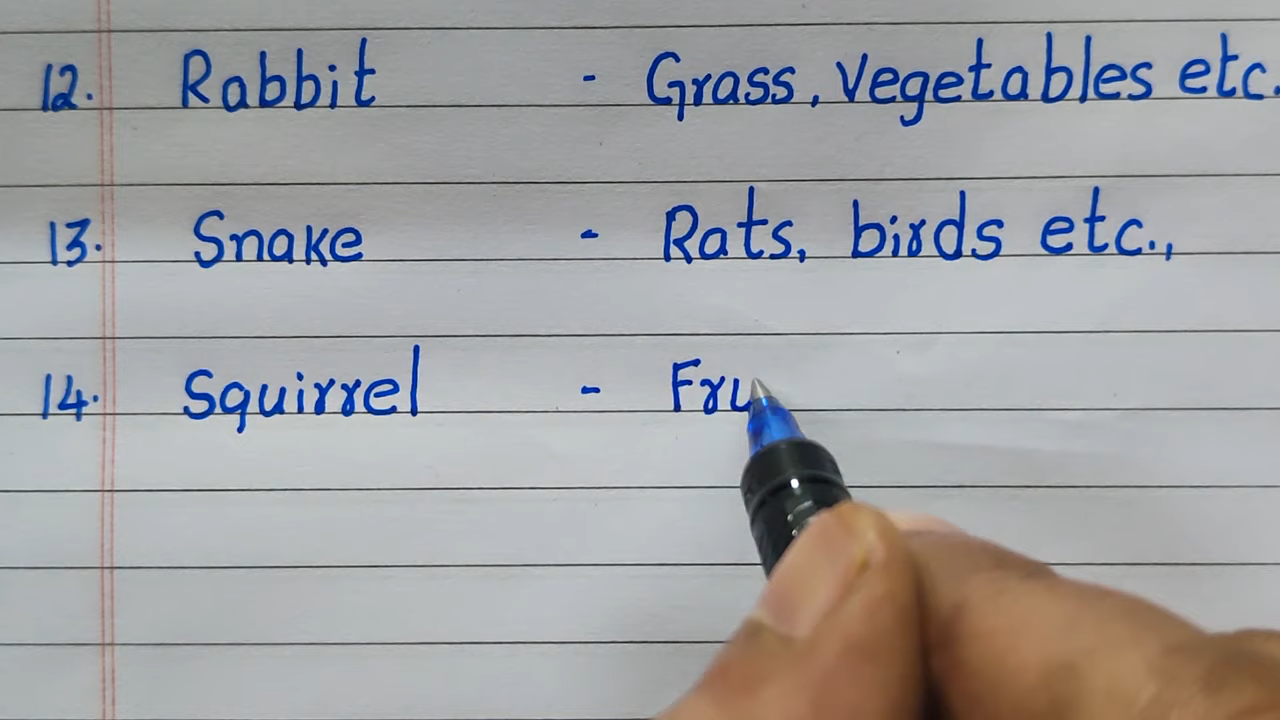 12. Rabbit - Grass, Vegetables etc.
13. Snake - Rats, birds etc.,
14. Squirrel - Fru